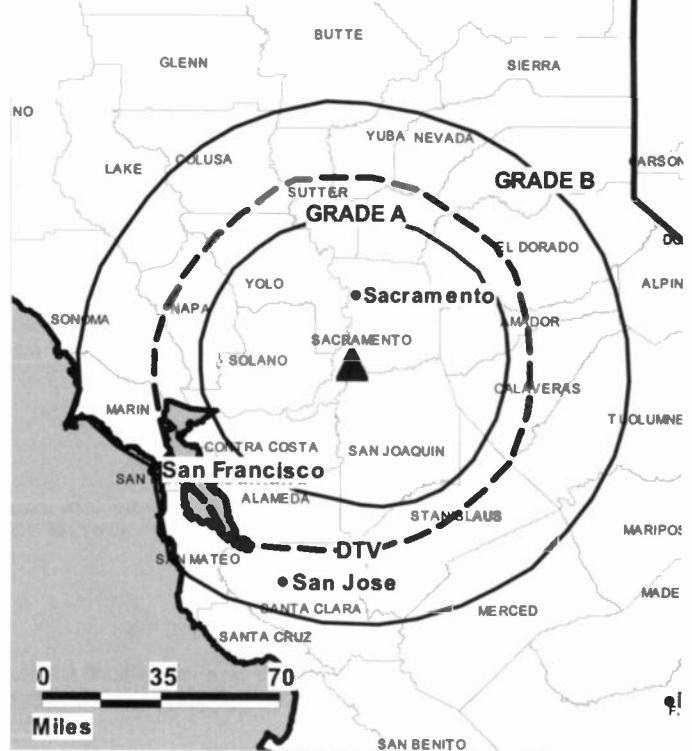 BUTTE
GLENN
SIERRA
NO
YUBA NEVADA
LAKE
COLUSA
GRADE B
SUTTER
GRADE A
EL DORADO
YOLO
Sacramento
ALPIN
NAPA
SONOMA
AMADOR
SACRAMENTO
SOLANO
CALAVERAS
MARIN
TUOLUMNE
CONTRA COSTA
SAN JOAQUIN
San Francisco
ALAMEDA
STANISLAUS
MARIPOS
DTV
SAN MATEO
San Jose
MADE
SANTA CLARA
MERCED
SANTA CRUZ
0 35 70
Miles
SAN BENITO